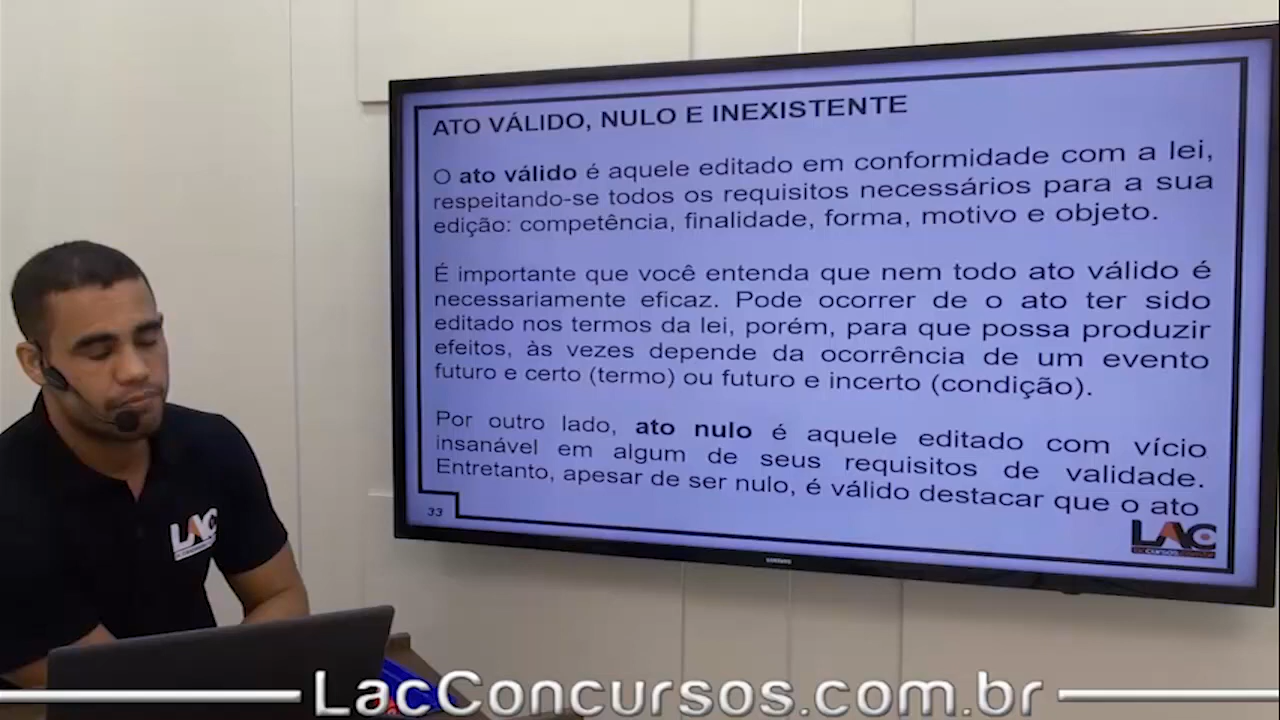 ATO VÁLIDO, NULO E INEXISTENTE
O ato válido é aquele editado em conformidade com a lei,
respeitando-se todos os requisitos necessários para a sua
edição: competência, finalidade, forma, motivo e objeto.
É importante que você entenda que nem todo ato válido é
necessariamente eficaz. Pode ocorrer de o ato ter sido
editado nos termos da lei, porém, para que possa produzir
efeitos, às vezes depende da ocorrência de um evento
futuro e certo (termo) ou futuro e incerto (condição).
Por outro lado, ato nulo é aquele editado com vício
insanável em algum de seus requisitos de validade.
Entretanto, apesar de ser nulo, é válido destacar que o ato
33
LAC
LAC
SAMSUNG
LacConcursos.com.br